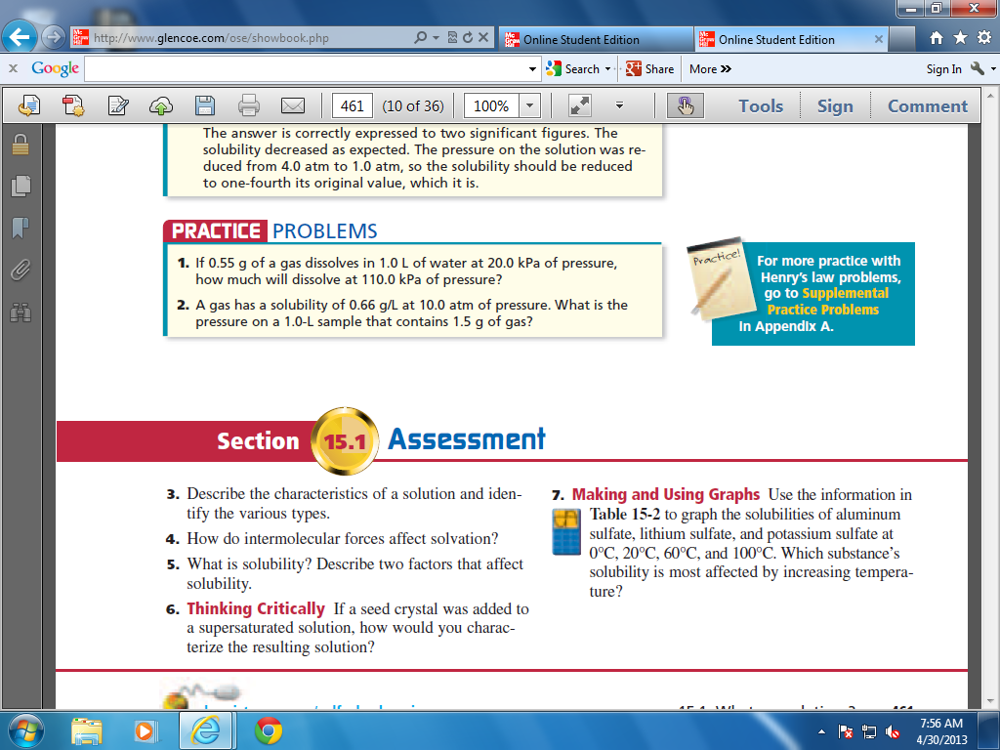 http://www.glencoe.com/ose/showbook.php
Online Student Edition
Online Student Edition
x Google
Search
Share
More »
Sign In
461 (10 of 36)
100%
Tools
Sign
Comment
The answer is correctly expressed to two significant figures. The
solubility decreased as expected. The pressure on the solution was re-
duced from 4.0 atm to 1.0 atm, so the solubility should be reduced
to one-fourth its original value, which it is.
PRACTICE PROBLEMS
1. If 0.55 g of a gas dissolves in 1.0 L of water at 20.0 kPa of pressure,
how much will dissolve at 110.0 kPa of pressure?
2. A gas has a solubility of 0.66 g/L at 10.0 atm of pressure. What is the
pressure on a 1.0-L sample that contains 1.5 g of gas?
Practice!
For more practice with
Henry's law problems,
go to Supplemental
Practice Problems
in Appendix A.
Section 15.1 Assessment
3. Describe the characteristics of a solution and iden-
tify the various types.
4. How do intermolecular forces affect solvation?
5. What is solubility? Describe two factors that affect
solubility.
6. Thinking Critically If a seed crystal was added to
a supersaturated solution, how would you charac-
terize the resulting solution?
7. Making and Using Graphs Use the information in
Table 15-2 to graph the solubilities of aluminum
sulfate, lithium sulfate, and potassium sulfate at
0°C, 20°C, 60°C, and 100°C. Which substance's
solubility is most affected by increasing tempera-
ture?
15.1 What
461
7:56 AM
4/30/2013